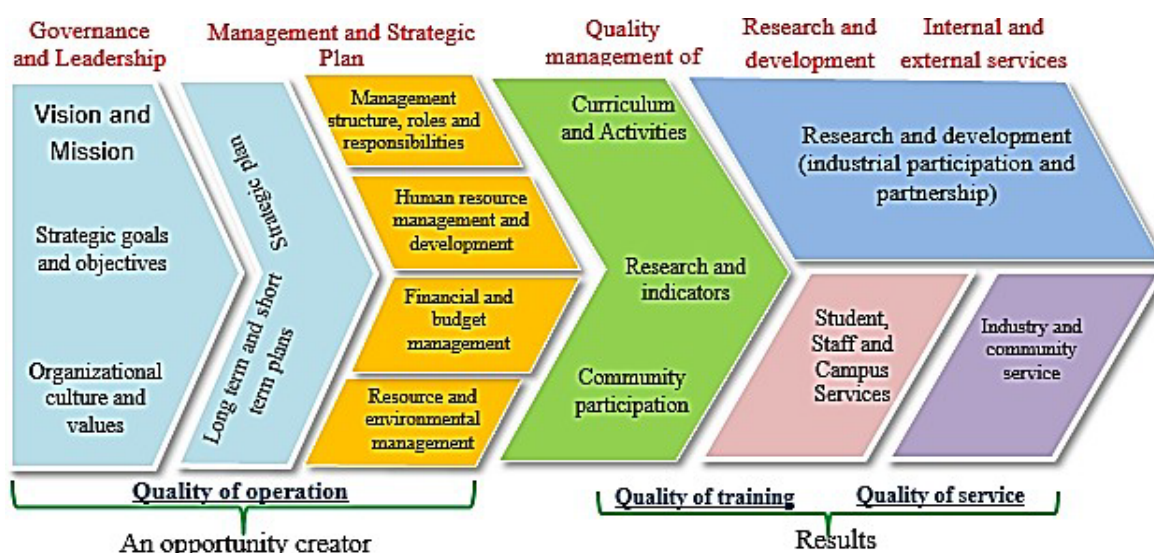 Governance
and Leadership
Management and Strategic
Plan
Quality
management of
Research and
development
Internal and
external services
Vision and
Mission
Strategic goals
and objectives
Organizational
culture and
values
Strategic plan
Long term and short
term plans
Management
structure, roles and
responsibilities
Human resource
management and
development
Financial and
budget
management
Resource and
environmental
management
Curriculum
and Activities
Research and
indicators
Community
participation
Research and development
(industrial participation and
partnership)
Student,
Staff and
Campus
Services
Industry and
community
service
Quality of operation
An opportunity creator
Quality of training
Quality of service
Results